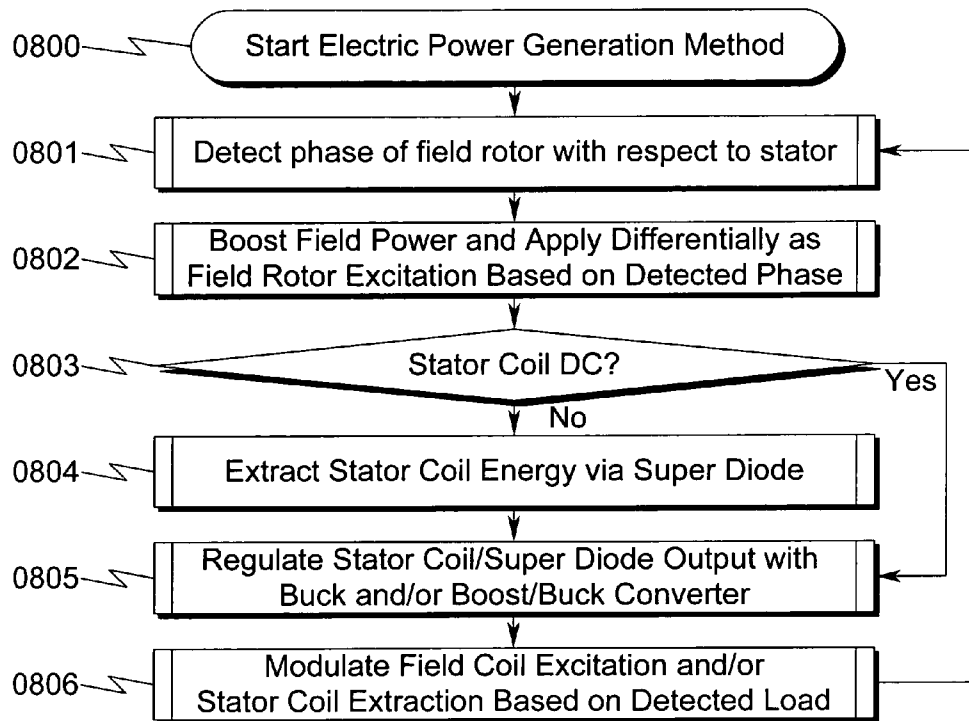 0800
Start Electric Power Generation Method
0801
Detect phase of field rotor with respect to stator
0802
Boost Field Power and Apply Differentially as
Field Rotor Excitation Based on Detected Phase
0803
Stator Coil DC?
Yes
No
0804
Extract Stator Coil Energy via Super Diode
0805
Regulate Stator Coil/Super Diode Output with
Buck and/or Boost/Buck Converter
0806
Modulate Field Coil Excitation and/or
Stator Coil Extraction Based on Detected Load